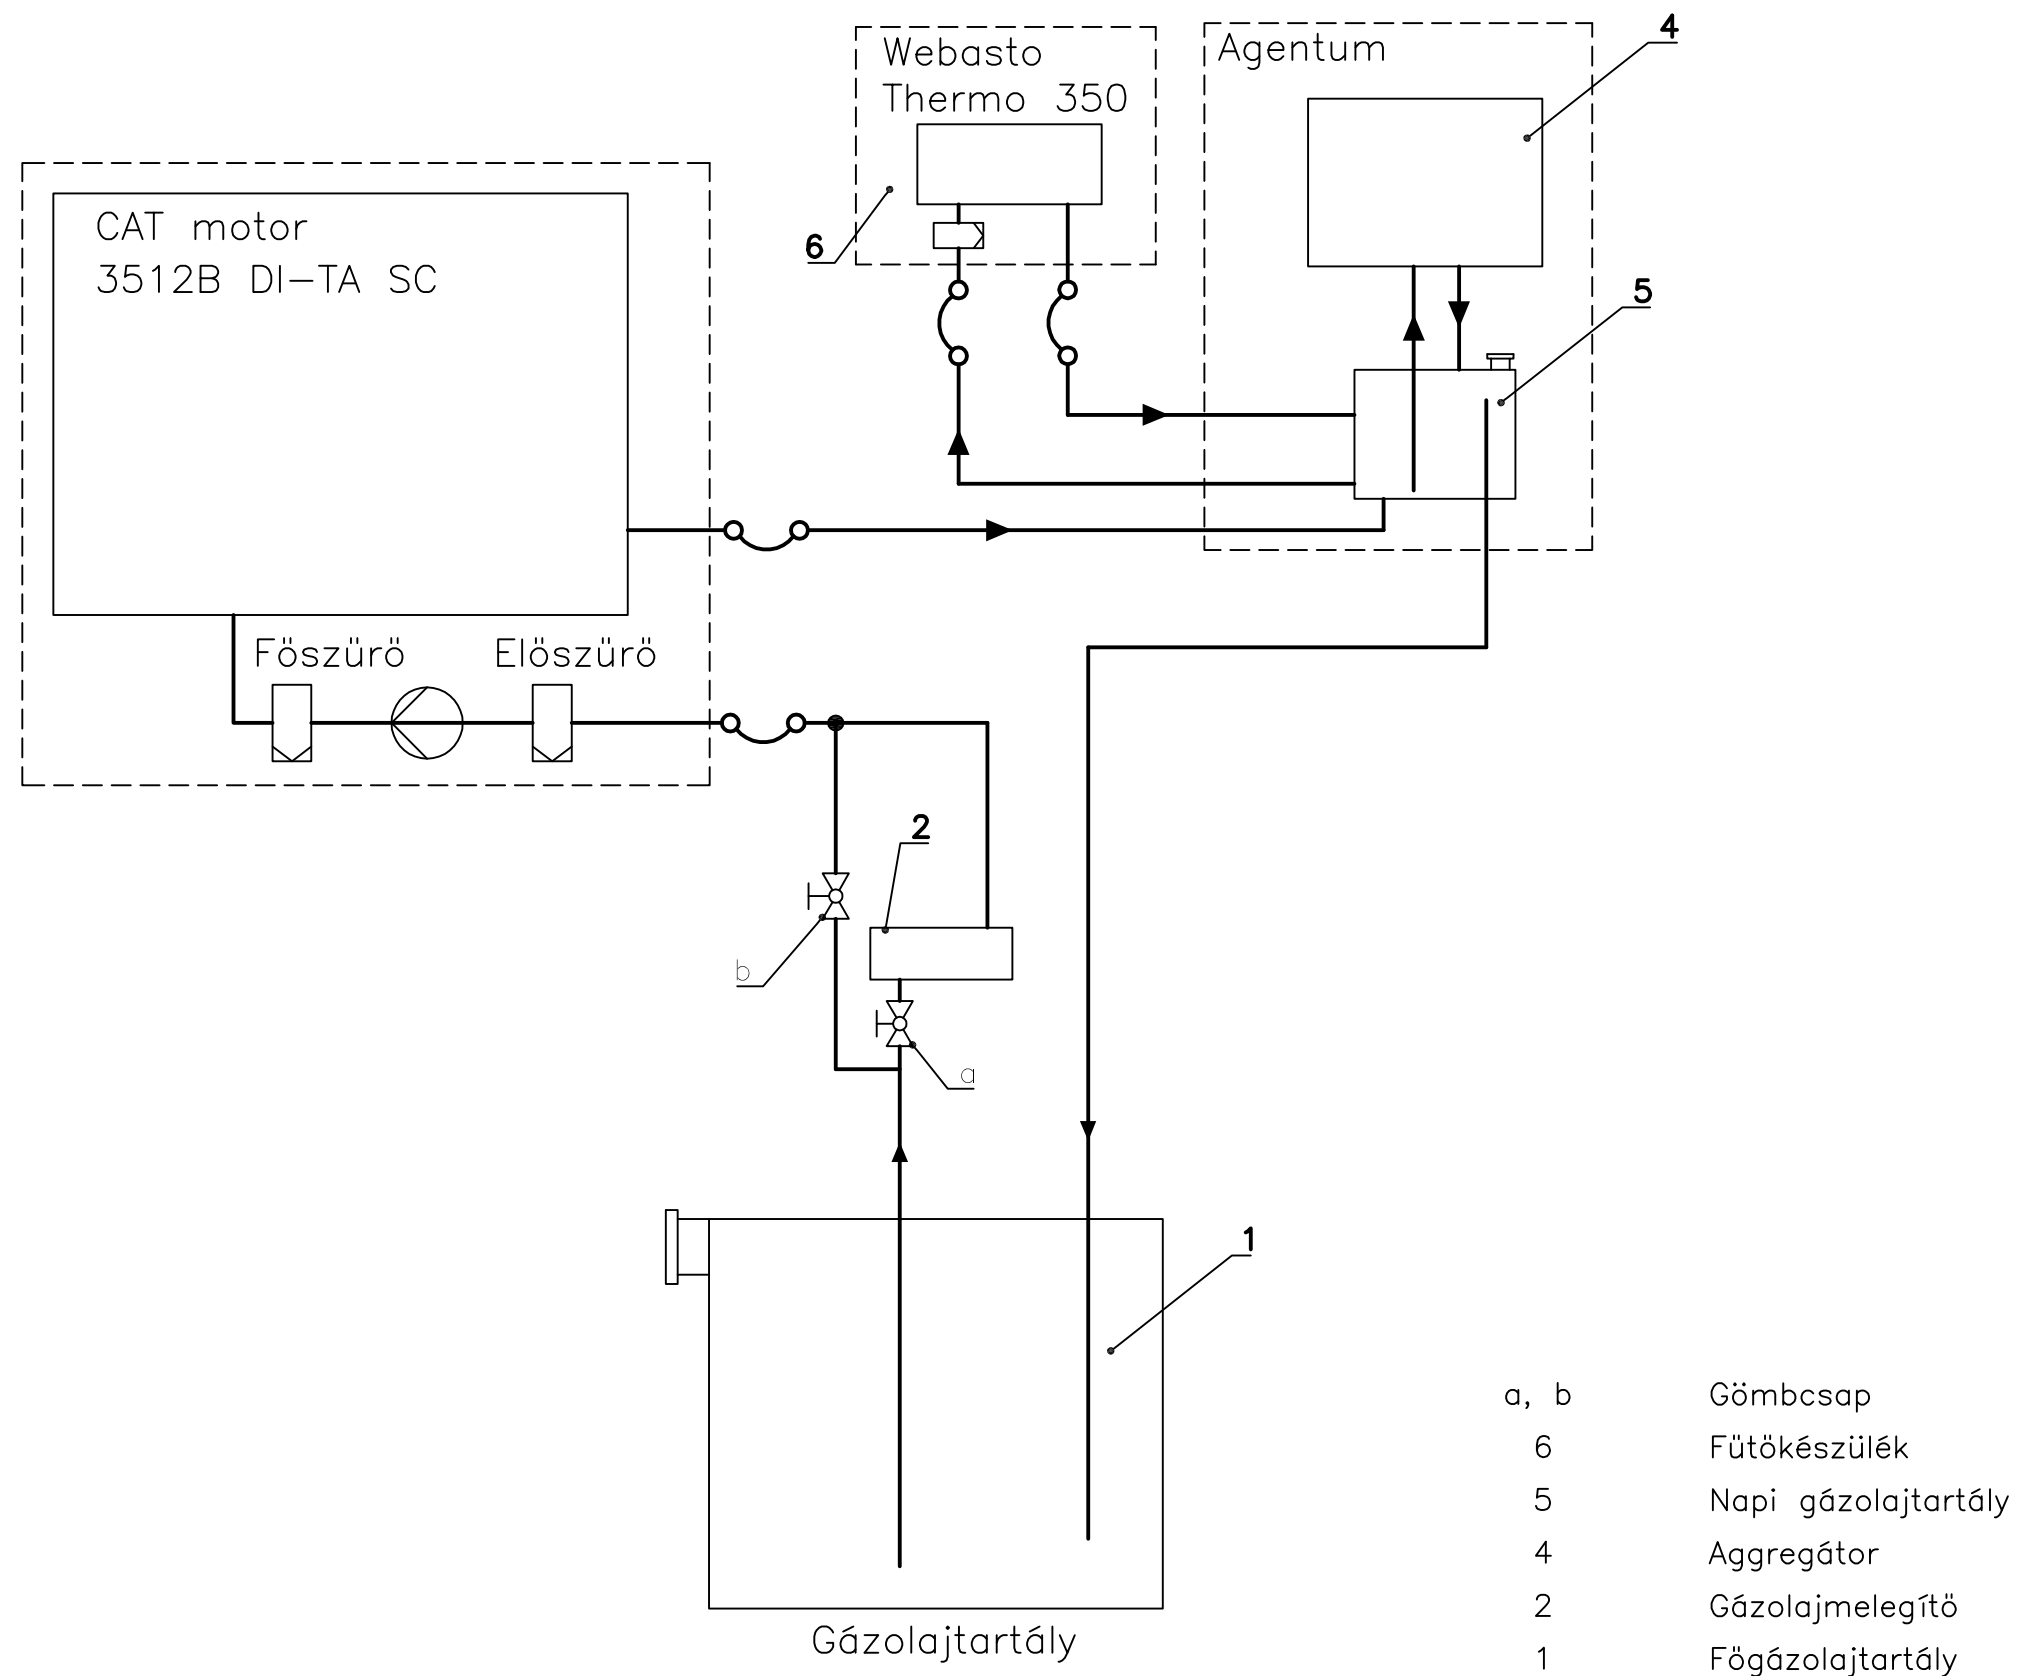 Webasto
Thermo 350
Agentum
4
6
5
CAT motor
3512B DI-TA SC
Föszürö
Elöszürö
2
b
a
1
Gázolajtartály
a, b Gömbcsap
6 Fütökészülék
5 Napi gázolajtartály
4 Aggregátor
2 Gázolajmelegítö
1 Fögázolajtartály